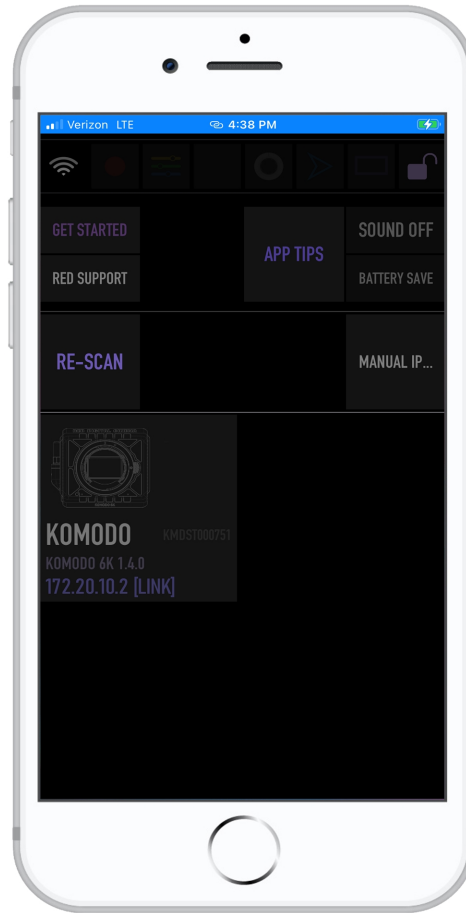 Verizon LTE 4:38 PM
GET STARTED
RED SUPPORT
APP TIPS
SOUND OFF
BATTERY SAVE
RE-SCAN
MANUAL IP...
KOMODO KMDST000751
KOMODO 6K 1.4.0
172.20.10.2 [LINK]